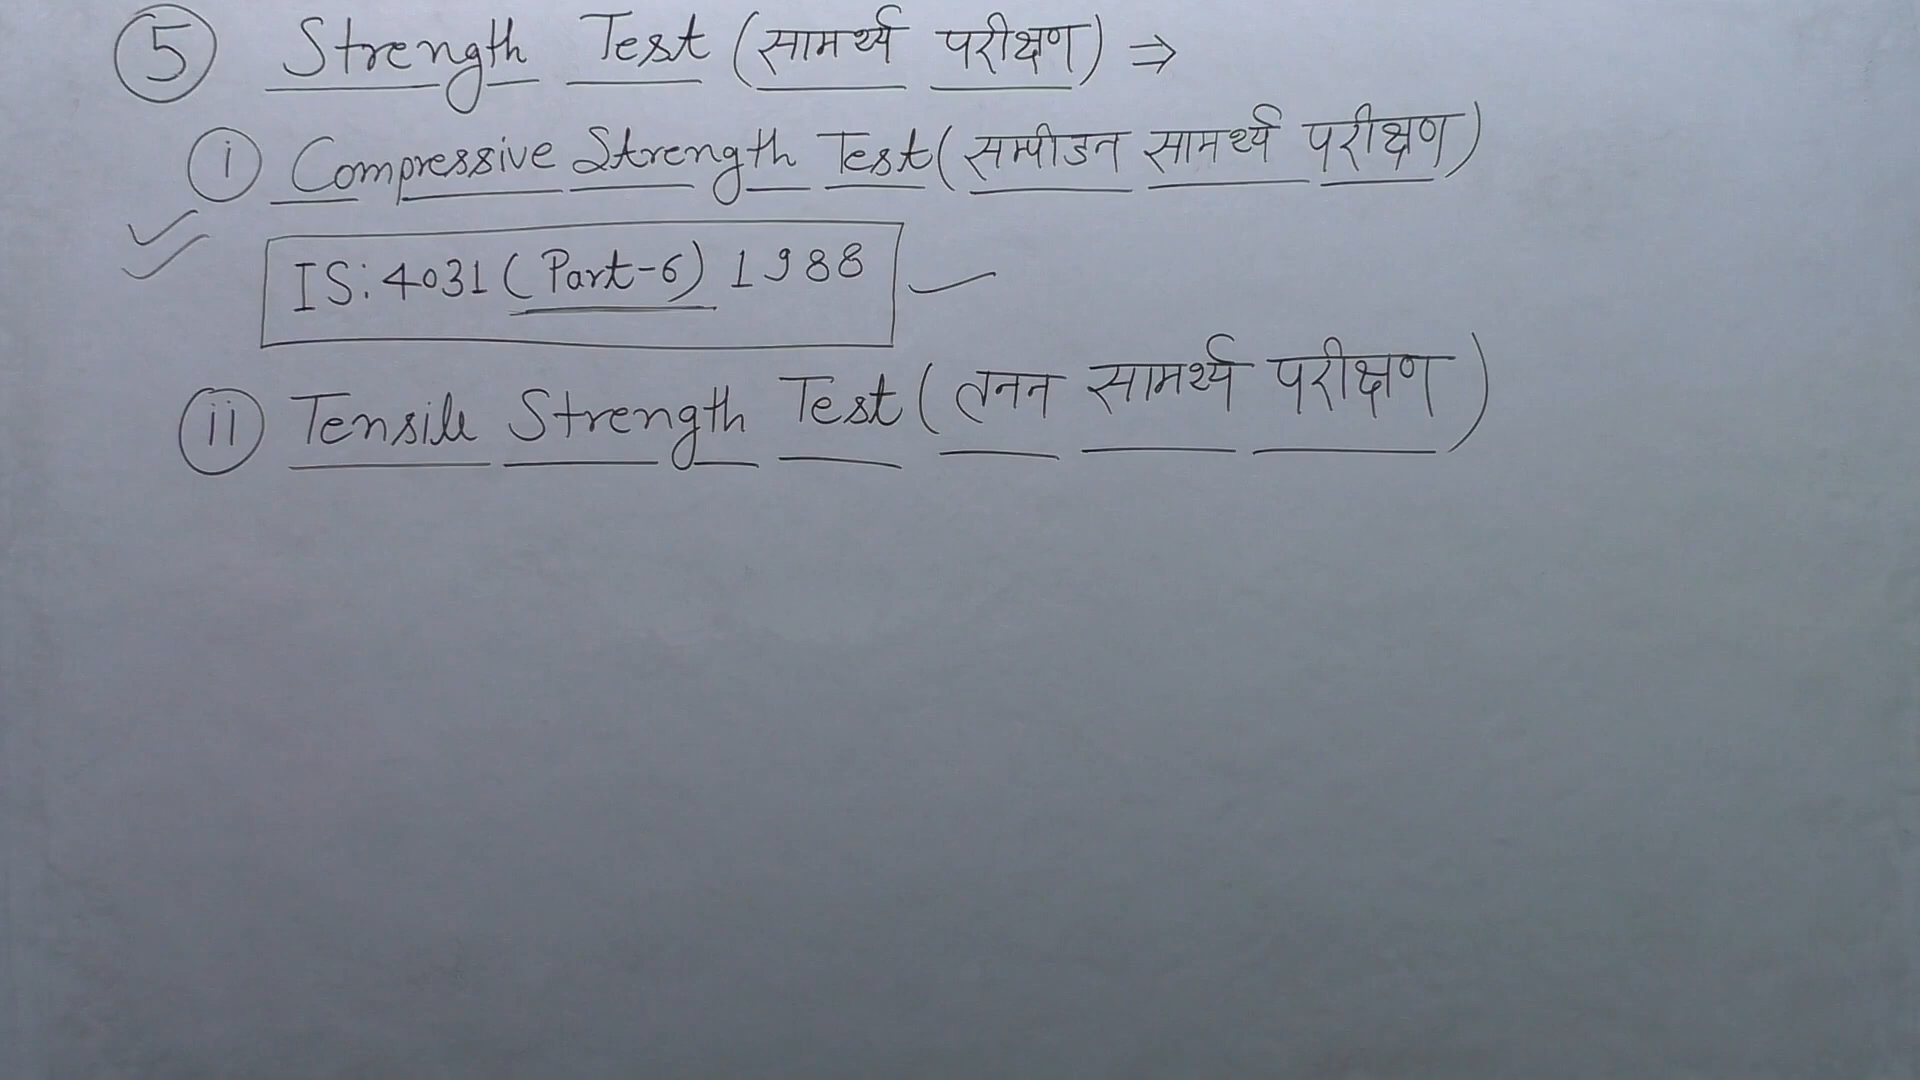 5 Strength Test (सामर्थ्य परीक्षण) ⇒
i Compressive Strength Test (सम्पीडन सामर्थ्य परीक्षण)
IS: 4031 (Part-6) 1988
ii Tensile Strength Test (तनन सामर्थ्य परीक्षण)